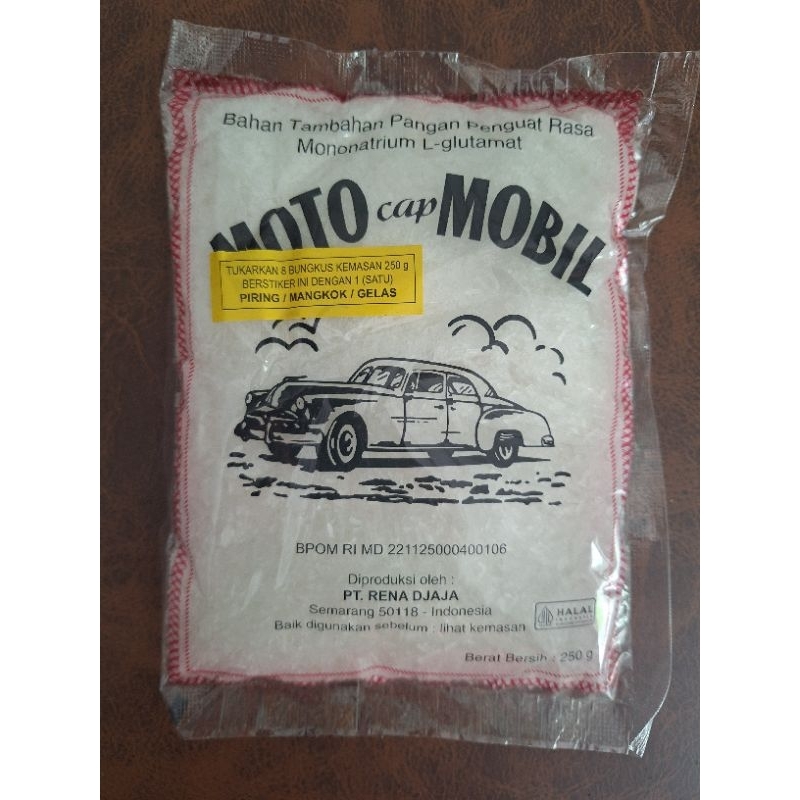 Bahan Tambahan Pangan Penguat Rasa
Mononatrium L-glutamat
MOTO cap MOBIL
TUKARKAN 8 BUNGKUS KEMASAN 250 g
BERSTIKER INI DENGAN 1 (SATU)
PIRING / MANGKOK / GELAS
BPOM RI MD 221125000400106
Diproduksi oleh :
PT. RENA DJAJA
Semarang 50118 - Indonesia
Baik digunakan sebelum : lihat kemasan
HALAL
INDONESIA
Berat Bersih : 250 g